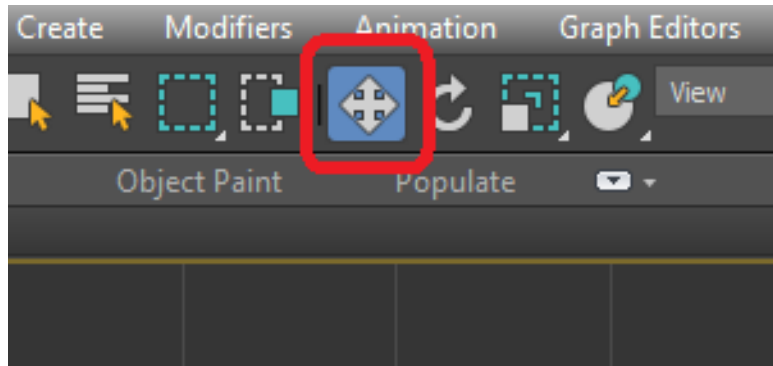 Create Modifiers Animation Graph Editors
View
Object Paint Populate